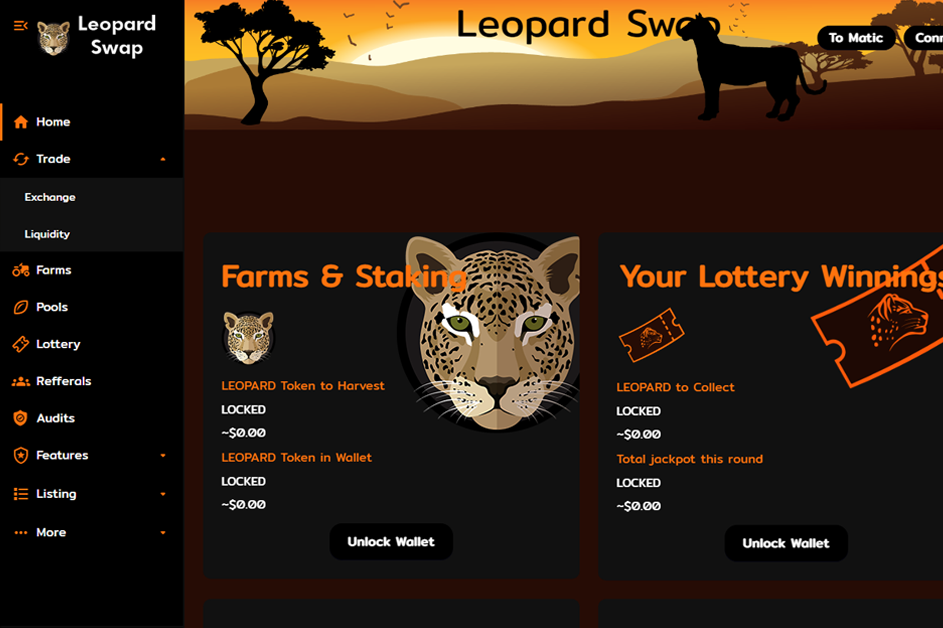 Leopard
Swap
Home
Trade
Exchange
Liquidity
Farms
Pools
Lottery
Refferals
Audits
Features
Listing
More
Leopard Swap
To Matic
Farms & Staking
LEOPARD Token to Harvest
LOCKED
~$0.00
LEOPARD Token in Wallet
LOCKED
~$0.00
Unlock Wallet
Your Lottery Winnings
LEOPARD to Collect
LOCKED
~$0.00
Total jackpot this round
LOCKED
~$0.00
Unlock Wallet